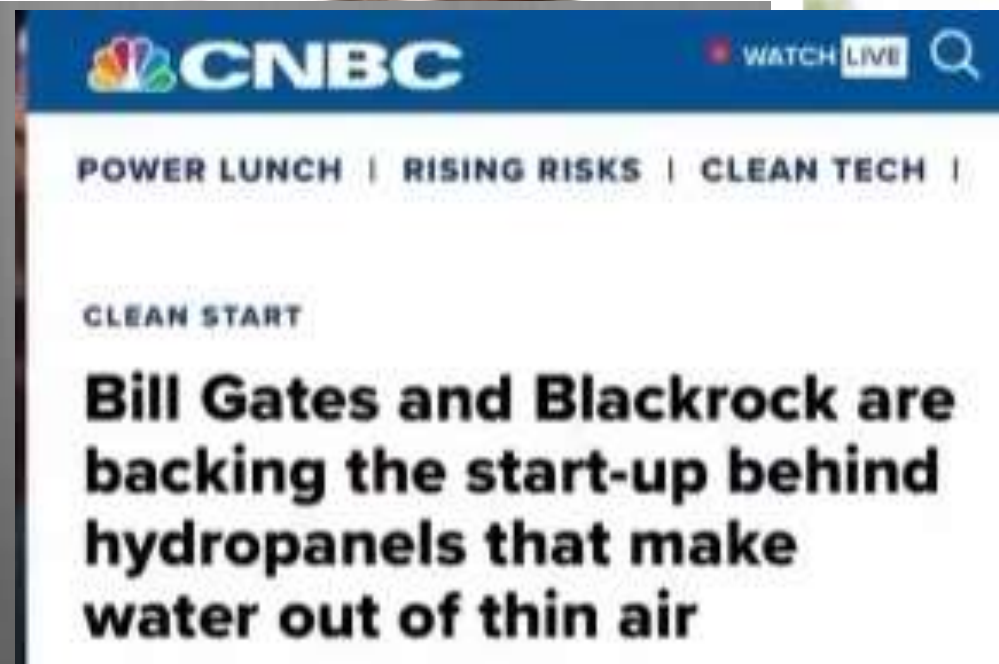 CNBC
WATCH LIVE
POWER LUNCH | RISING RISKS | CLEAN TECH |
CLEAN START
Bill Gates and Blackrock are
backing the start-up behind
hydropanels that make
water out of thin air